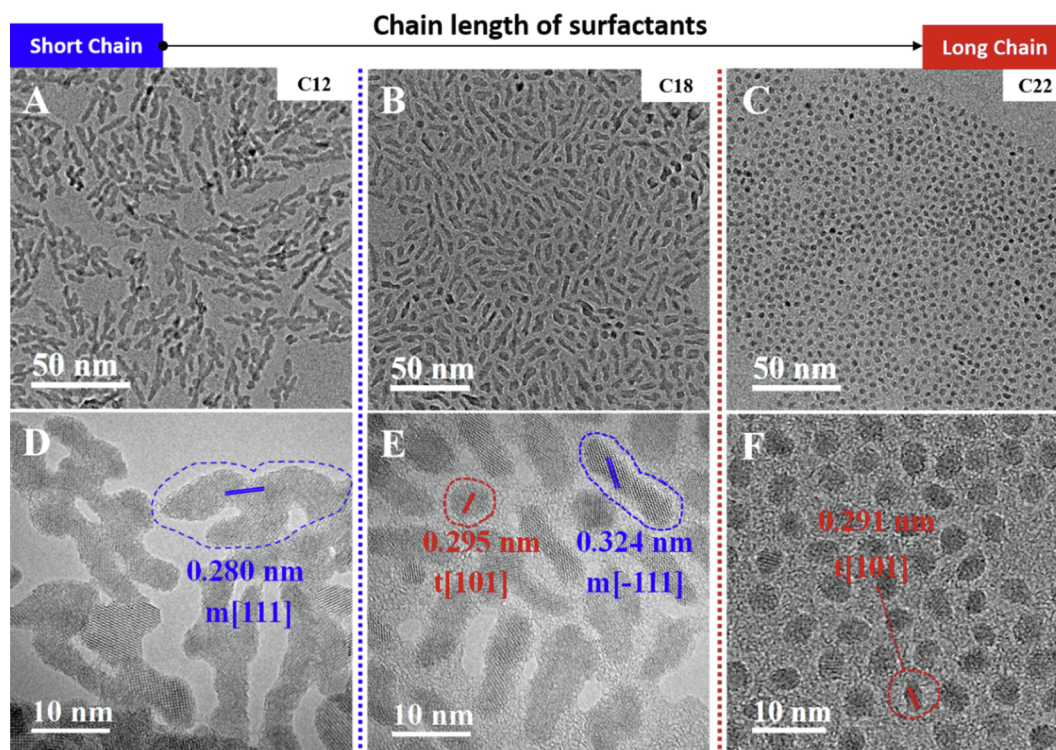 Chain length of surfactants
Short Chain
Long Chain
A
C12
B
C18
C
C22
50 nm
50 nm
50 nm
D
0.280 nm
m[111]
10 nm
E
0.295 nm
t[101]
0.324 nm
m[-111]
10 nm
F
0.291 nm
t[101]
10 nm